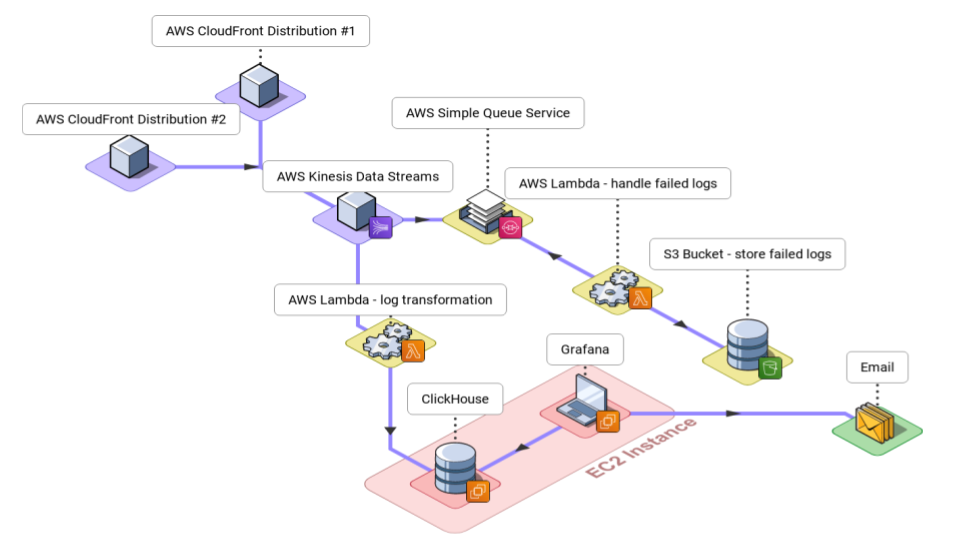 AWS CloudFront Distribution #1
AWS CloudFront Distribution #2
AWS Simple Queue Service
AWS Kinesis Data Streams
AWS Lambda - handle failed logs
S3 Bucket - store failed logs
AWS Lambda - log transformation
Grafana
Email
ClickHouse
EC2 Instance